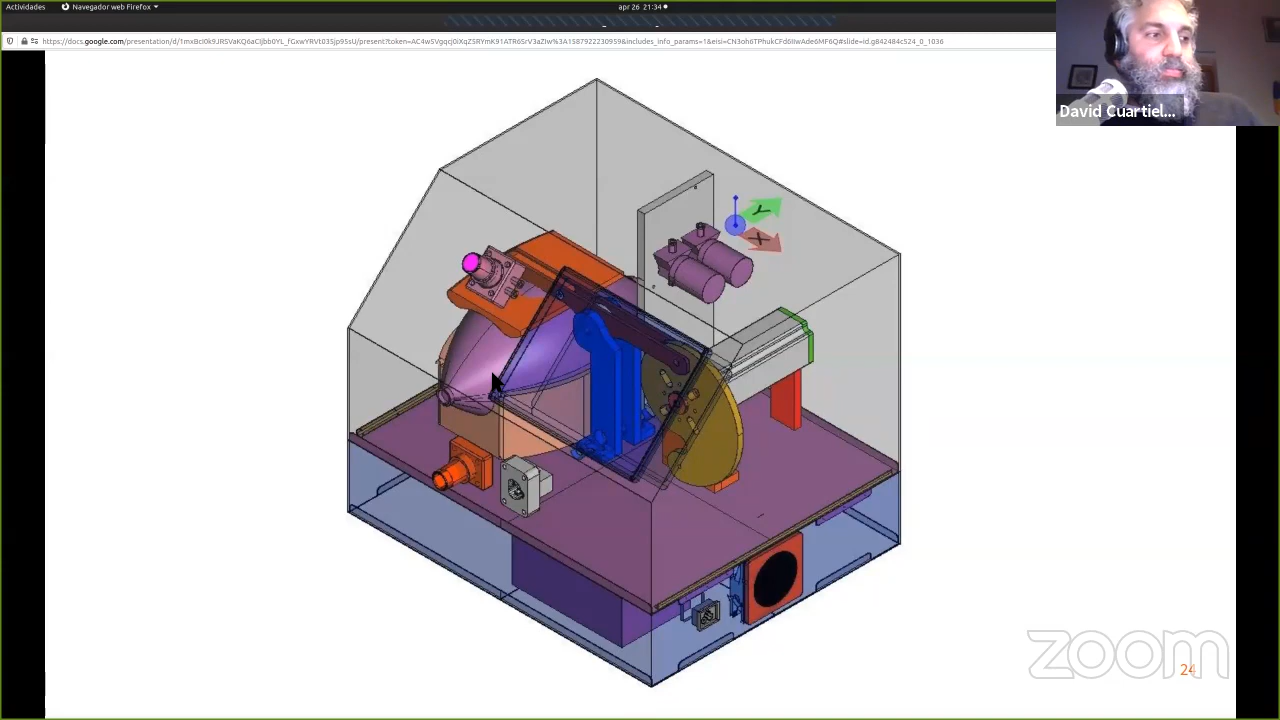 Actividades
Navegador web Firefox
apr 26 21:34
David Cuartiel...
Y
X
zoom
24